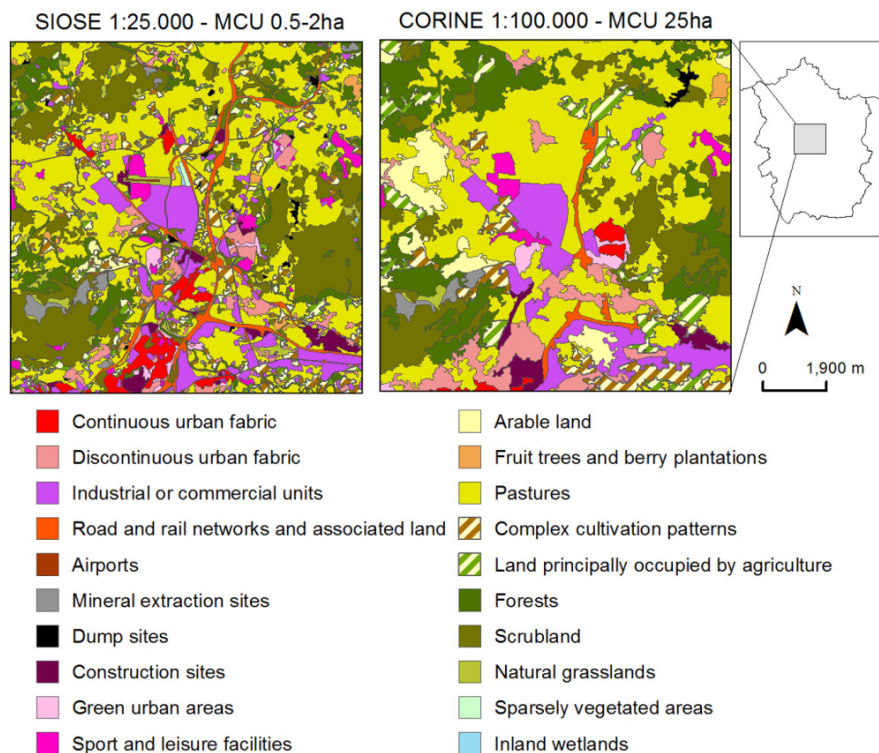 SIOSE 1:25.000 - MCU 0.5-2ha
CORINE 1:100.000 - MCU 25ha
N
0 1,900 m
Continuous urban fabric
Discontinuous urban fabric
Industrial or commercial units
Road and rail networks and associated land
Airports
Mineral extraction sites
Dump sites
Construction sites
Green urban areas
Sport and leisure facilities
Arable land
Fruit trees and berry plantations
Pastures
Complex cultivation patterns
Land principally occupied by agriculture
Forests
Scrubland
Natural grasslands
Sparsely vegetated areas
Inland wetlands